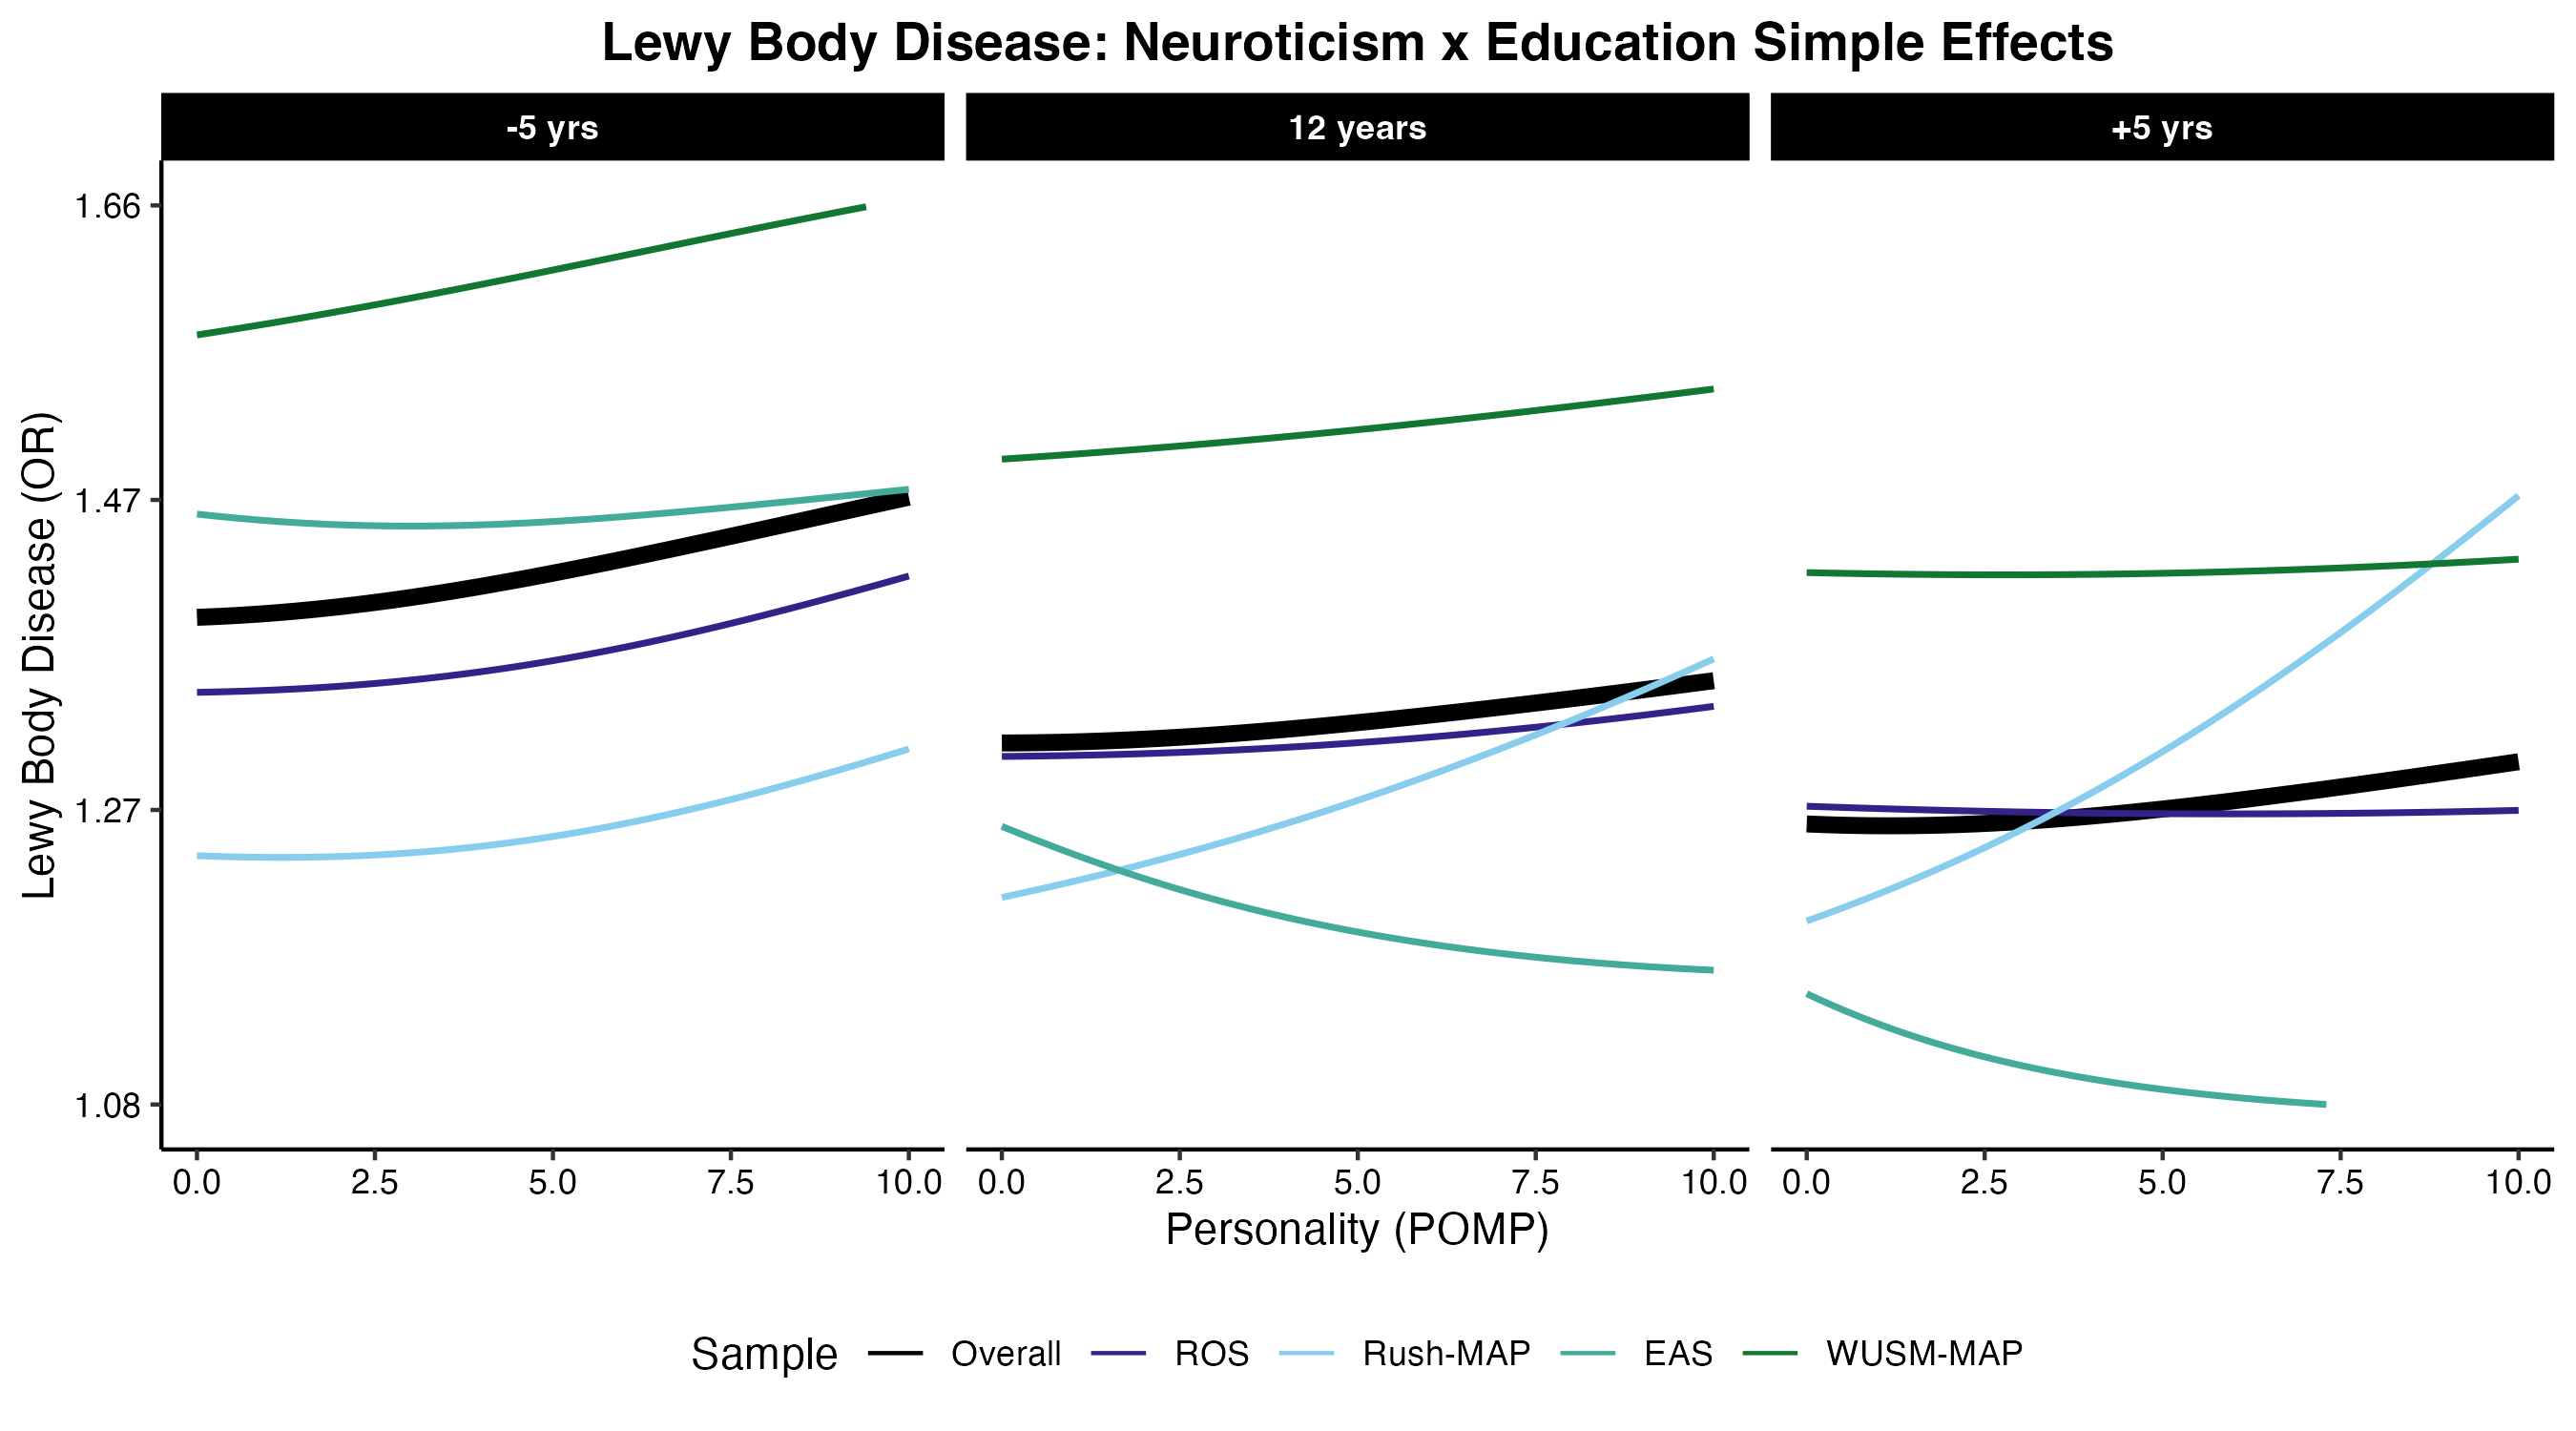 Lewy Body Disease: Neuroticism x Education Simple Effects
-5 yrs 12 years +5 yrs
Lewy Body Disease (OR)
1.66
1.47
1.27
1.08
0.0 2.5 5.0 7.5 10.0 0.0 2.5 5.0 7.5 10.0 0.0 2.5 5.0 7.5 10.0
Personality (POMP)
Sample Overall ROS Rush-MAP EAS WUSM-MAP